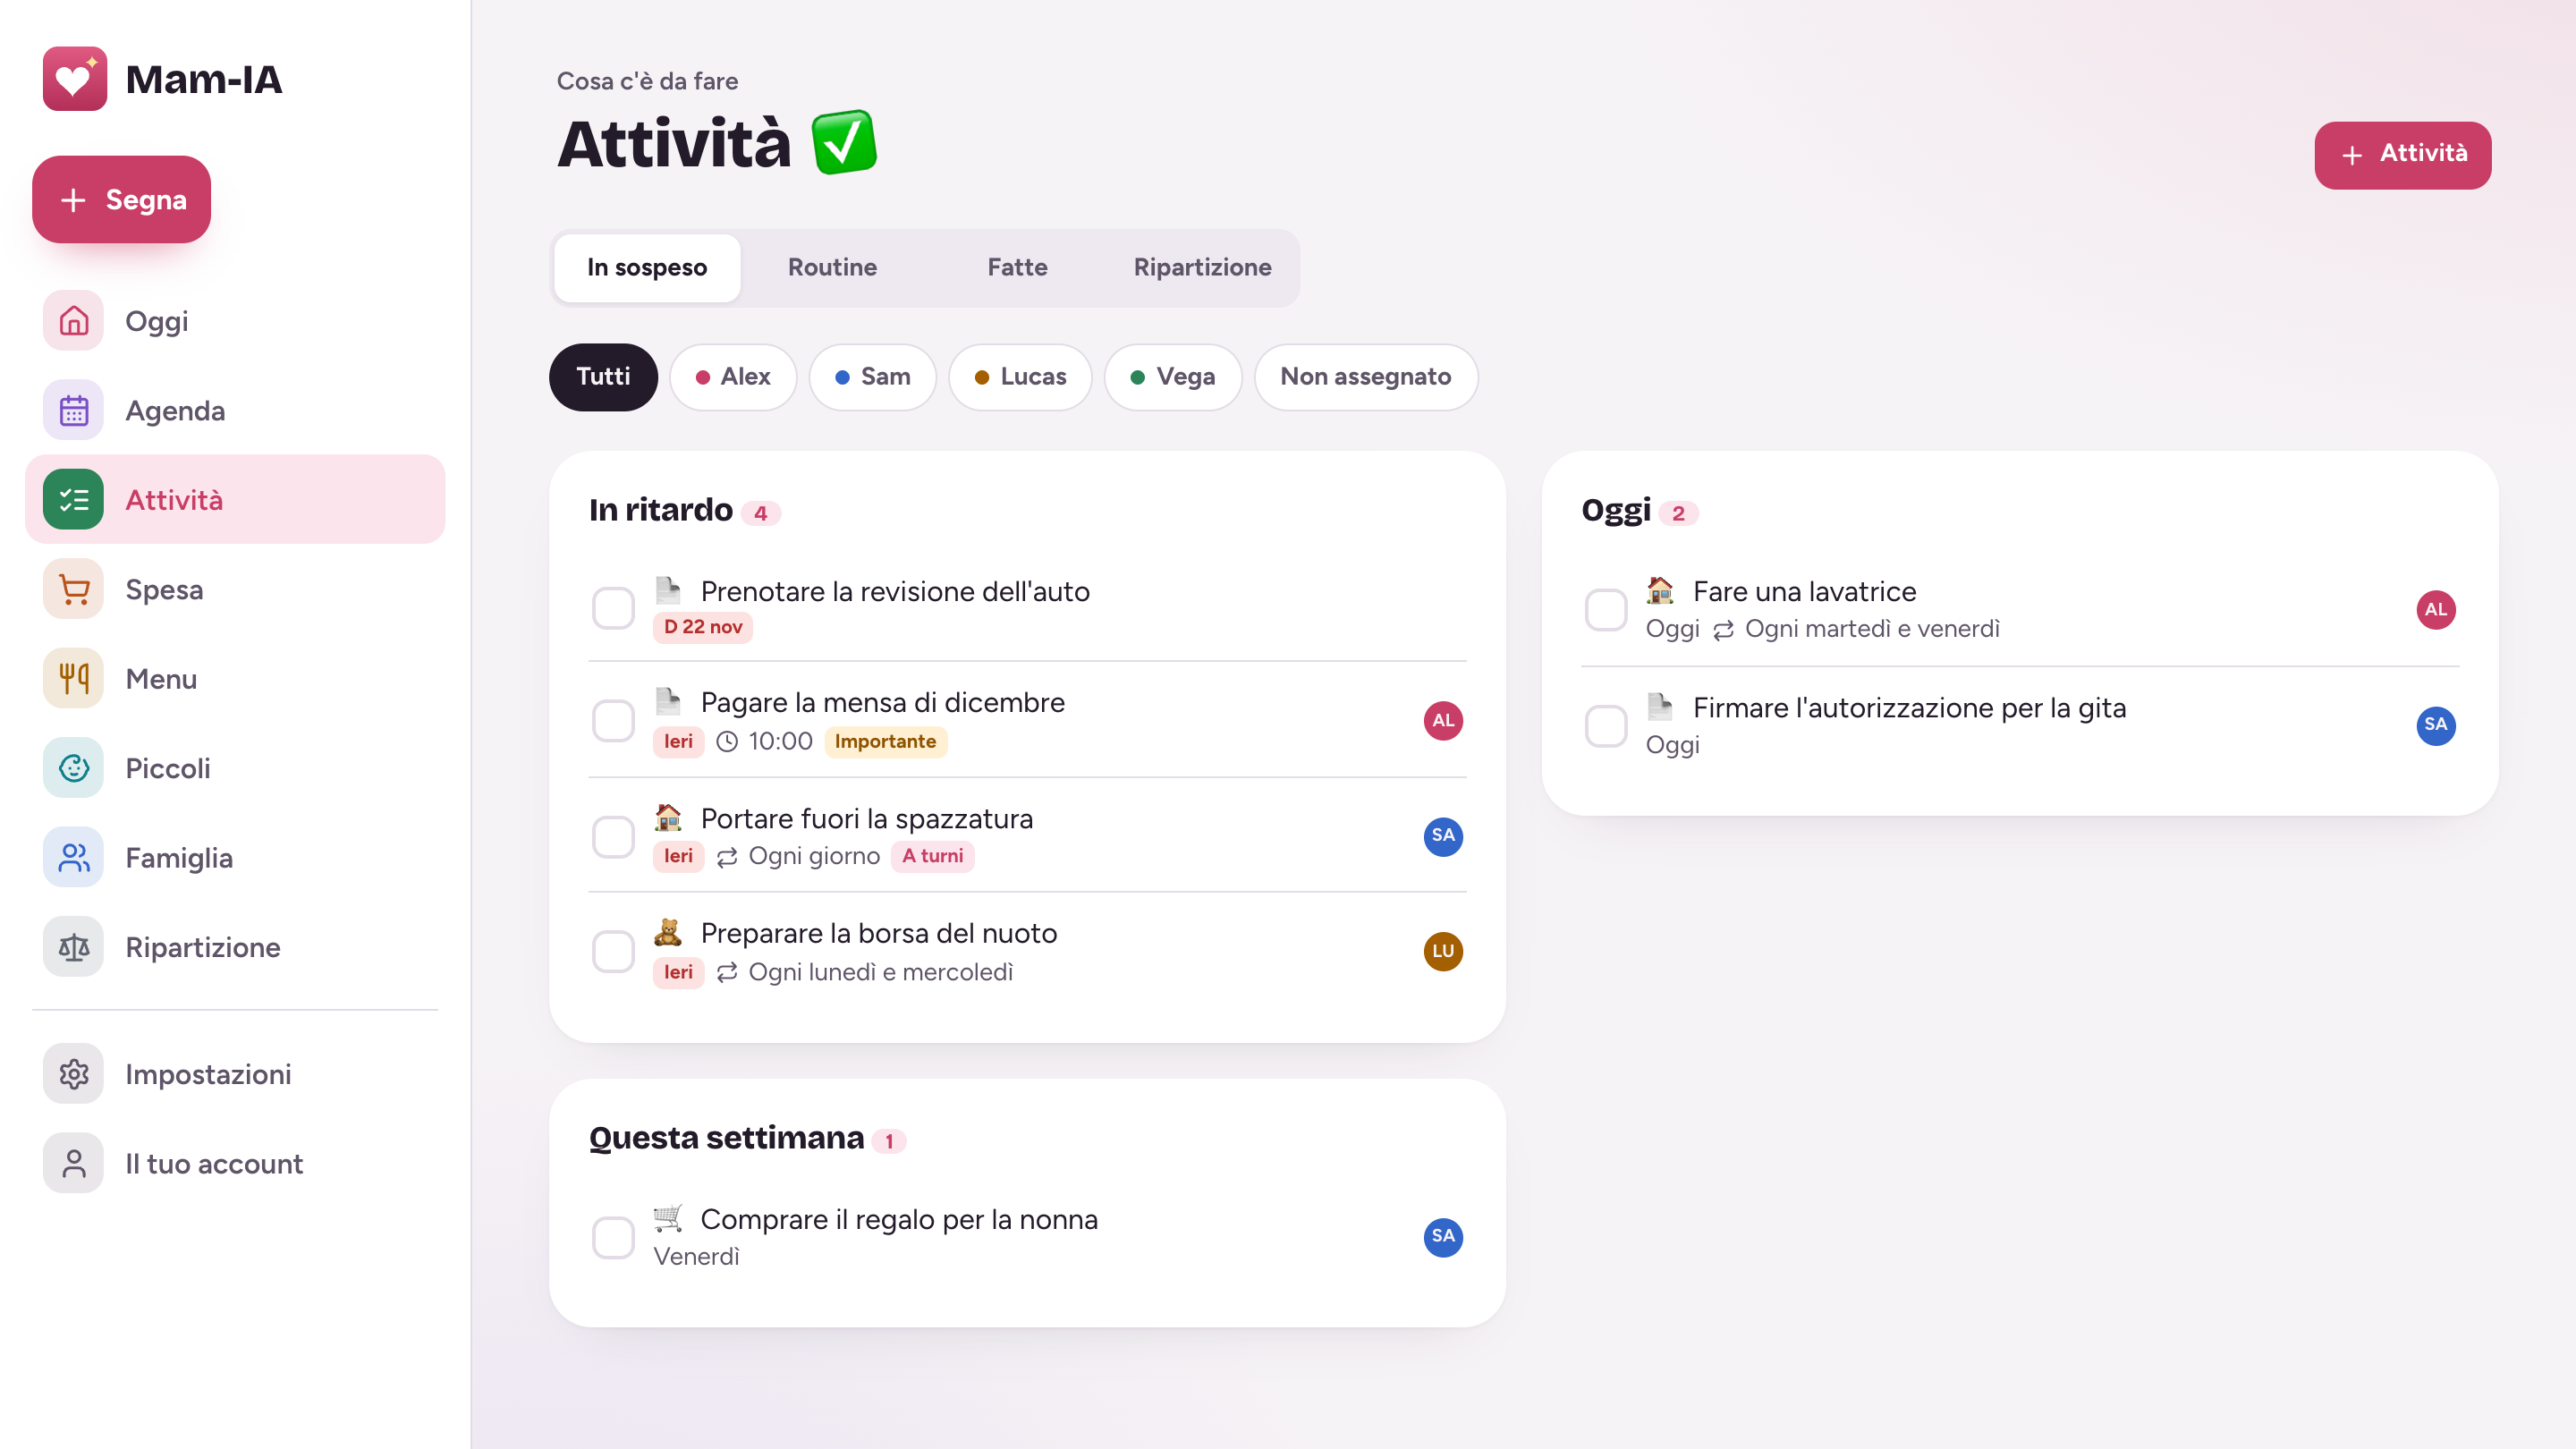 Mam-IA
Segna
Oggi
Agenda
Attività
Spesa
Menu
Piccoli
Famiglia
Ripartizione
Impostazioni
Il tuo account
Cosa c'è da fare
Attività
Attività
In sospeso
Routine
Fatte
Ripartizione
Tutti
Alex
Sam
Lucas
Vega
Non assegnato
In ritardo 4
Prenotare la revisione dell'auto
D 22 nov
Pagare la mensa di dicembre
AL
Ieri 10:00 Importante
Portare fuori la spazzatura
SA
Ieri Ogni giorno A turni
Preparare la borsa del nuoto
LU
Ieri Ogni lunedì e mercoledì
Oggi 2
Fare una lavatrice
AL
Oggi Ogni martedì e venerdì
Firmare l'autorizzazione per la gita
SA
Oggi
Questa settimana 1
Comprare il regalo per la nonna
SA
Venerdì